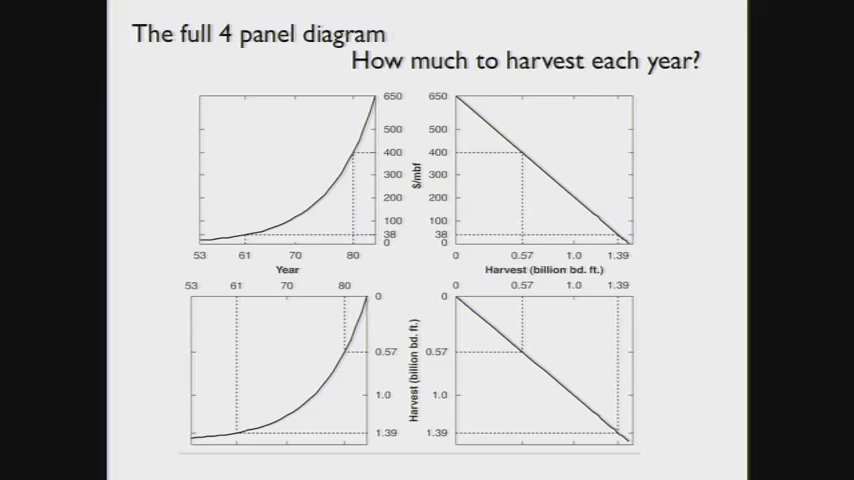 The full 4 panel diagram
How much to harvest each year?
650
500
400
300
200
100
38
0
53 61 70 80
Year
$/mbf
650
500
400
300
200
100
38
0
0 0.57 1.0 1.39
Harvest (billion bd. ft.)
53 61 70 80
0
0.57
1.0
1.39
Harvest (billion bd. ft.)
0 0.57 1.0 1.39
0
0.57
1.0
1.39